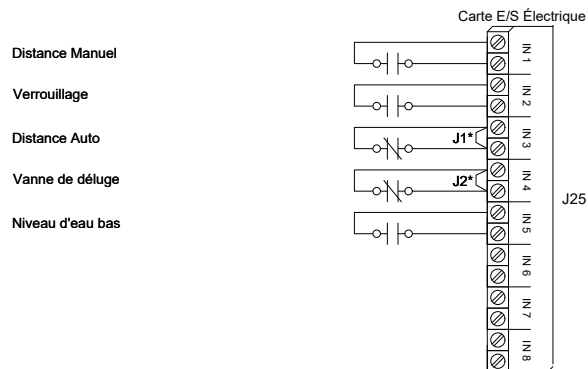 Carte E/S Électrique
Distance Manuel
IN 1
Verrouillage
IN 2
Distance Auto
J1*
IN 3
Vanne de déluge
J2*
IN 4
J25
Niveau d'eau bas
IN 5
IN 6
IN 7
IN 8